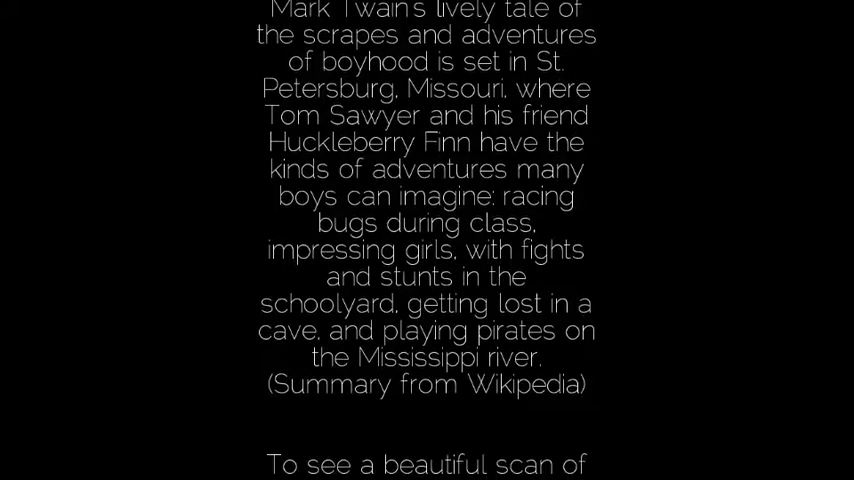 Mark Twain's lively tale of
the scrapes and adventures
of boyhood is set in St.
Petersburg, Missouri, where
Tom Sawyer and his friend
Huckleberry Finn have the
kinds of adventures many
boys can imagine: racing
bugs during class,
impressing girls, with fights
and stunts in the
schoolyard, getting lost in a
cave, and playing pirates on
the Mississippi river.
(Summary from Wikipedia)
To see a beautiful scan of